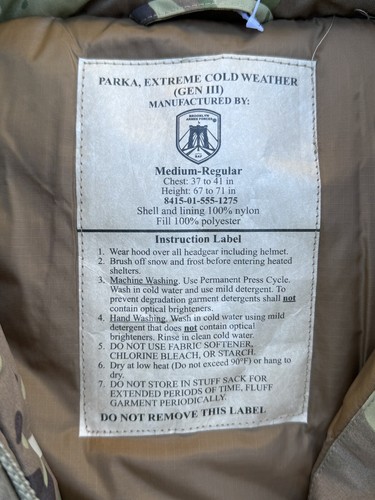 PARKA, EXTREME COLD WEATHER
(GEN III)
MANUFACTURED BY:
BROOKLYN
ARMED FORCES
Medium-Regular
Chest: 37 to 41 in
Height: 67 to 71 in
8415-01-555-1275
Shell and lining 100% nylon
Fill 100% polyester
Instruction Label
1. Wear hood over all headgear including helmet.
2. Brush off snow and frost before entering heated
shelters.
3. Machine Washing. Use Permanent Press Cycle.
Wash in cold water and use mild detergent. To
prevent degradation garment detergents shall not
contain optical brighteners.
4. Hand Washing. Wash in cold water using mild
detergent that does not contain optical
brighteners. Rinse in clean cold water.
5. DO NOT USE FABRIC SOFTENER,
CHLORINE BLEACH, OR STARCH.
6. Dry at low heat (Do not exceed 90°F) or hang to
dry.
7. DO NOT STORE IN STUFF SACK FOR
EXTENDED PERIODS OF TIME, FLUFF
GARMENT PERIODICALLY.
DO NOT REMOVE THIS LABEL